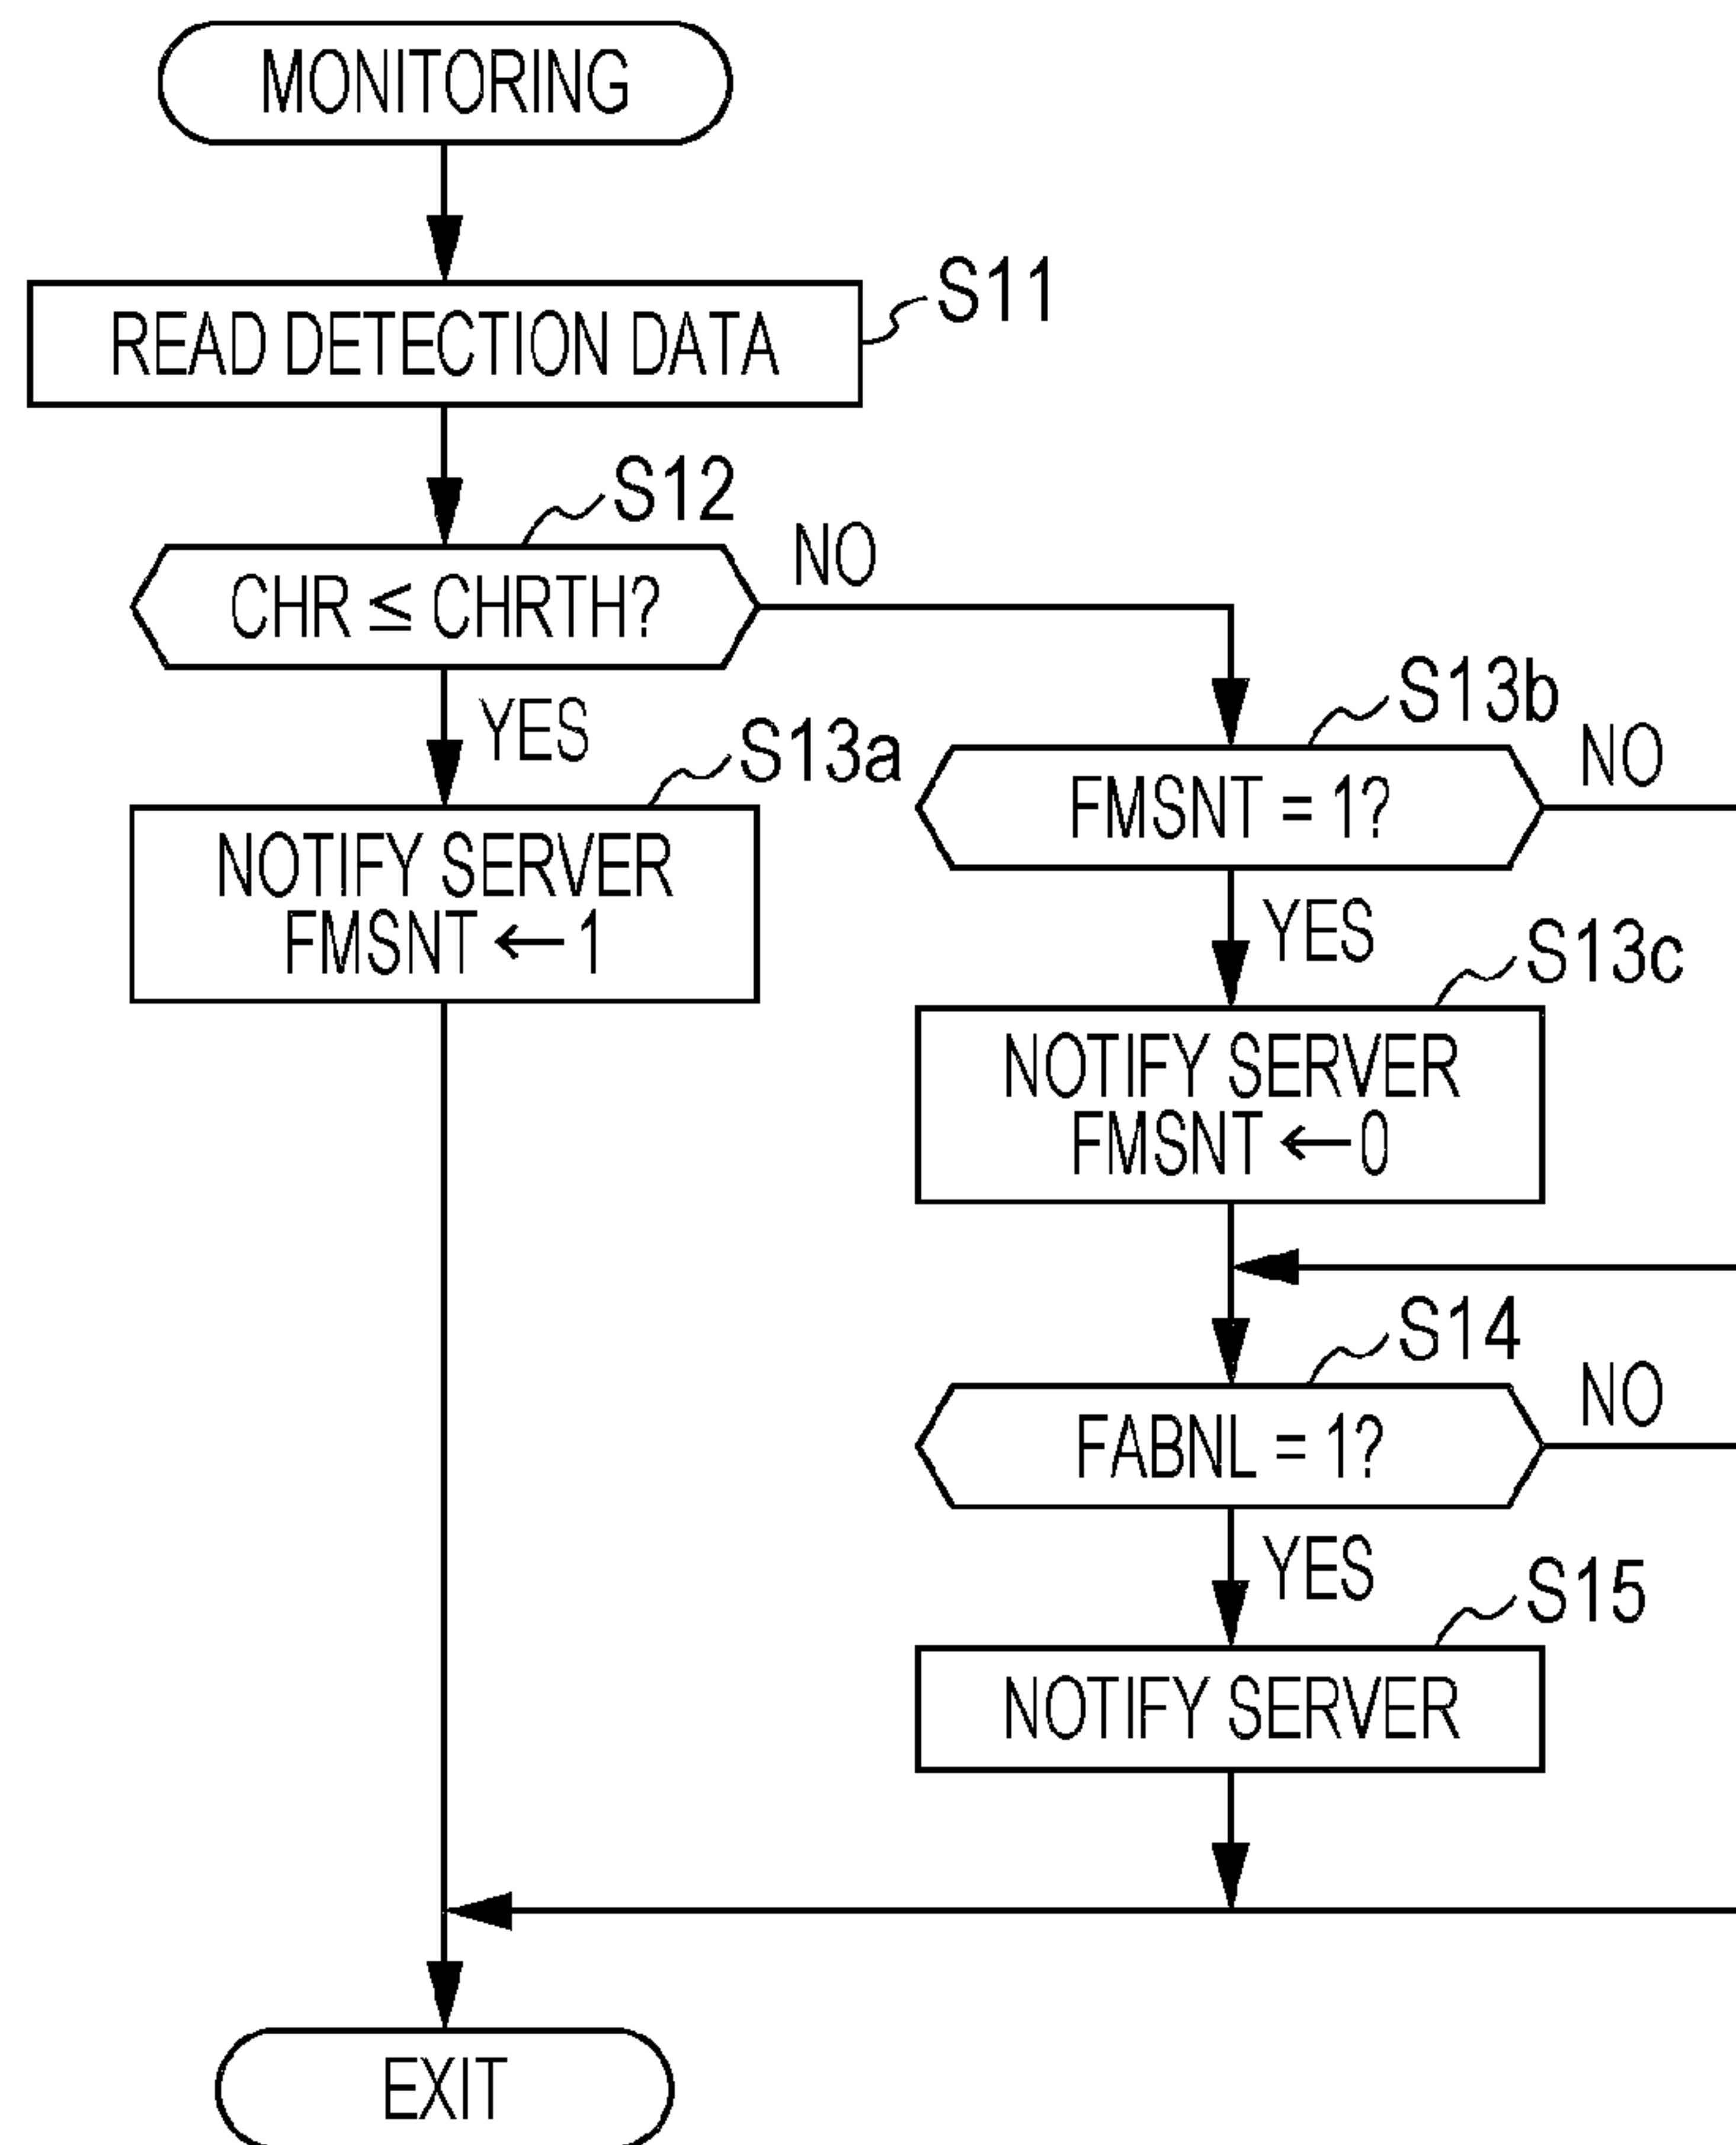 MONITORING
READ DETECTION DATA
S11
S12
CHR ≤ CHRTH?
NO
YES
S13a
NOTIFY SERVER
FMSNT ← 1
S13b
FMSNT = 1?
NO
YES
S13c
NOTIFY SERVER
FMSNT ← 0
S14
FABNL = 1?
NO
YES
S15
NOTIFY SERVER
EXIT